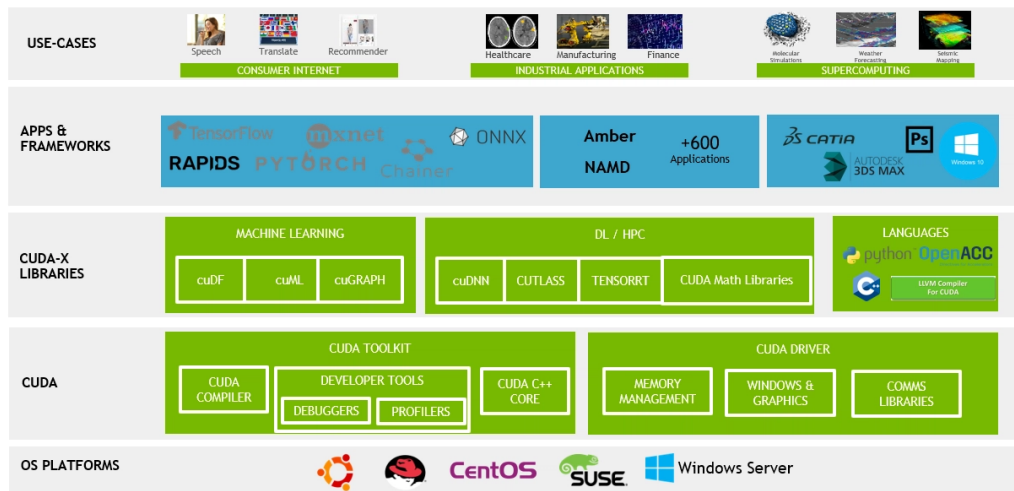 USE-CASES
Speech
Translate
Recommender
CONSUMER INTERNET
Healthcare
Manufacturing
Finance
INDUSTRIAL APPLICATIONS
Molecular
Simulations
Weather
Forecasting
Seismic
Mapping
SUPERCOMPUTING
APPS &
FRAMEWORKS
TensorFlow
mxnet
ONNX
RAPIDS
PYTORCH
Chainer
Amber
NAMD
+600
Applications
CATIA
Ps
AUTODESK
3DS MAX
Windows 10
CUDA-X
LIBRARIES
MACHINE LEARNING
cuDF
cuML
cuGRAPH
DL / HPC
cuDNN
CUTLASS
TENSORRT
CUDA Math Libraries
LANGUAGES
python
OpenACC
C++
LLVM Compiler
For CUDA
CUDA
CUDA TOOLKIT
CUDA
COMPILER
DEVELOPER TOOLS
DEBUGGERS
PROFILERS
CUDA C++
CORE
CUDA DRIVER
MEMORY
MANAGEMENT
WINDOWS &
GRAPHICS
COMMS
LIBRARIES
OS PLATFORMS
CentOS
SUSE
Windows Server